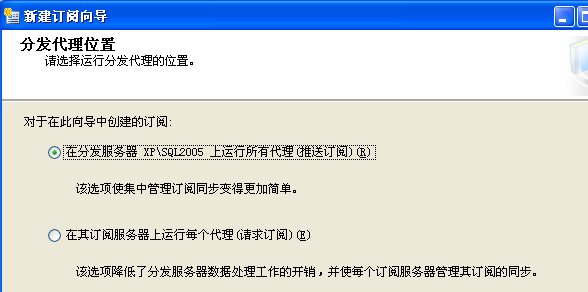 新建订阅向导
分发代理位置
请选择运行分发代理的位置。
对于在此向导中创建的订阅:
在分发服务器 XP\SQL2005 上运行所有代理(推送订阅)(R)
该选项使集中管理订阅同步变得更加简单。
在其订阅服务器上运行每个代理(请求订阅)(E)
该选项降低了分发服务器数据处理工作的开销,并使每个订阅服务器管理其订阅的同步。